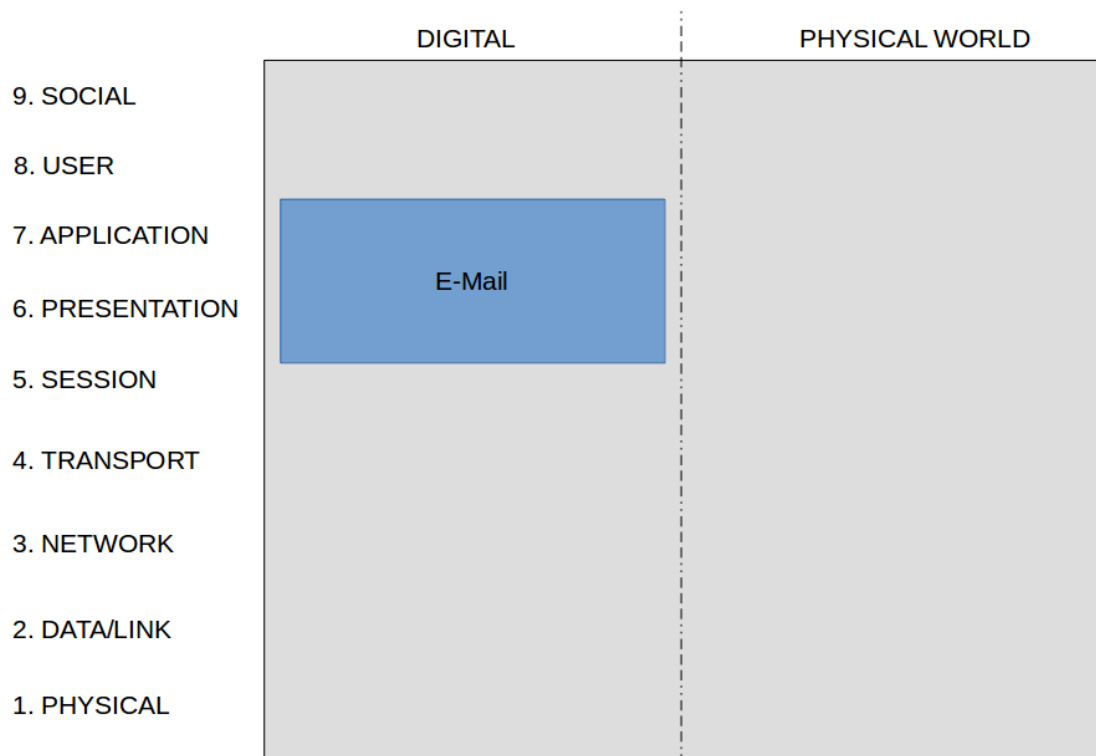 DIGITAL
PHYSICAL WORLD
9. SOCIAL
8. USER
7. APPLICATION
E-Mail
6. PRESENTATION
5. SESSION
4. TRANSPORT
3. NETWORK
2. DATA/LINK
1. PHYSICAL